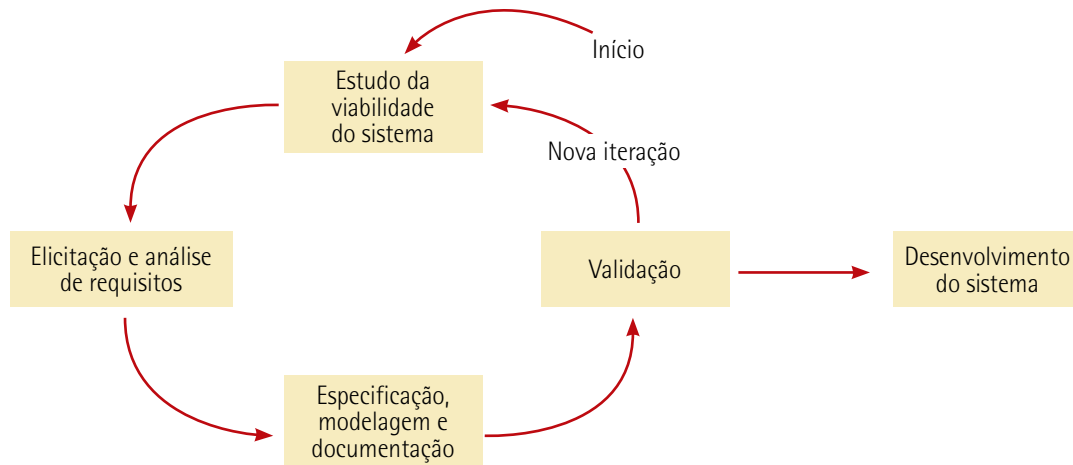 Início
Estudo da
viabilidade
do sistema
Nova iteração
Elicitação e análise
de requisitos
Validação
Desenvolvimento
do sistema
Especificação,
modelagem e
documentação